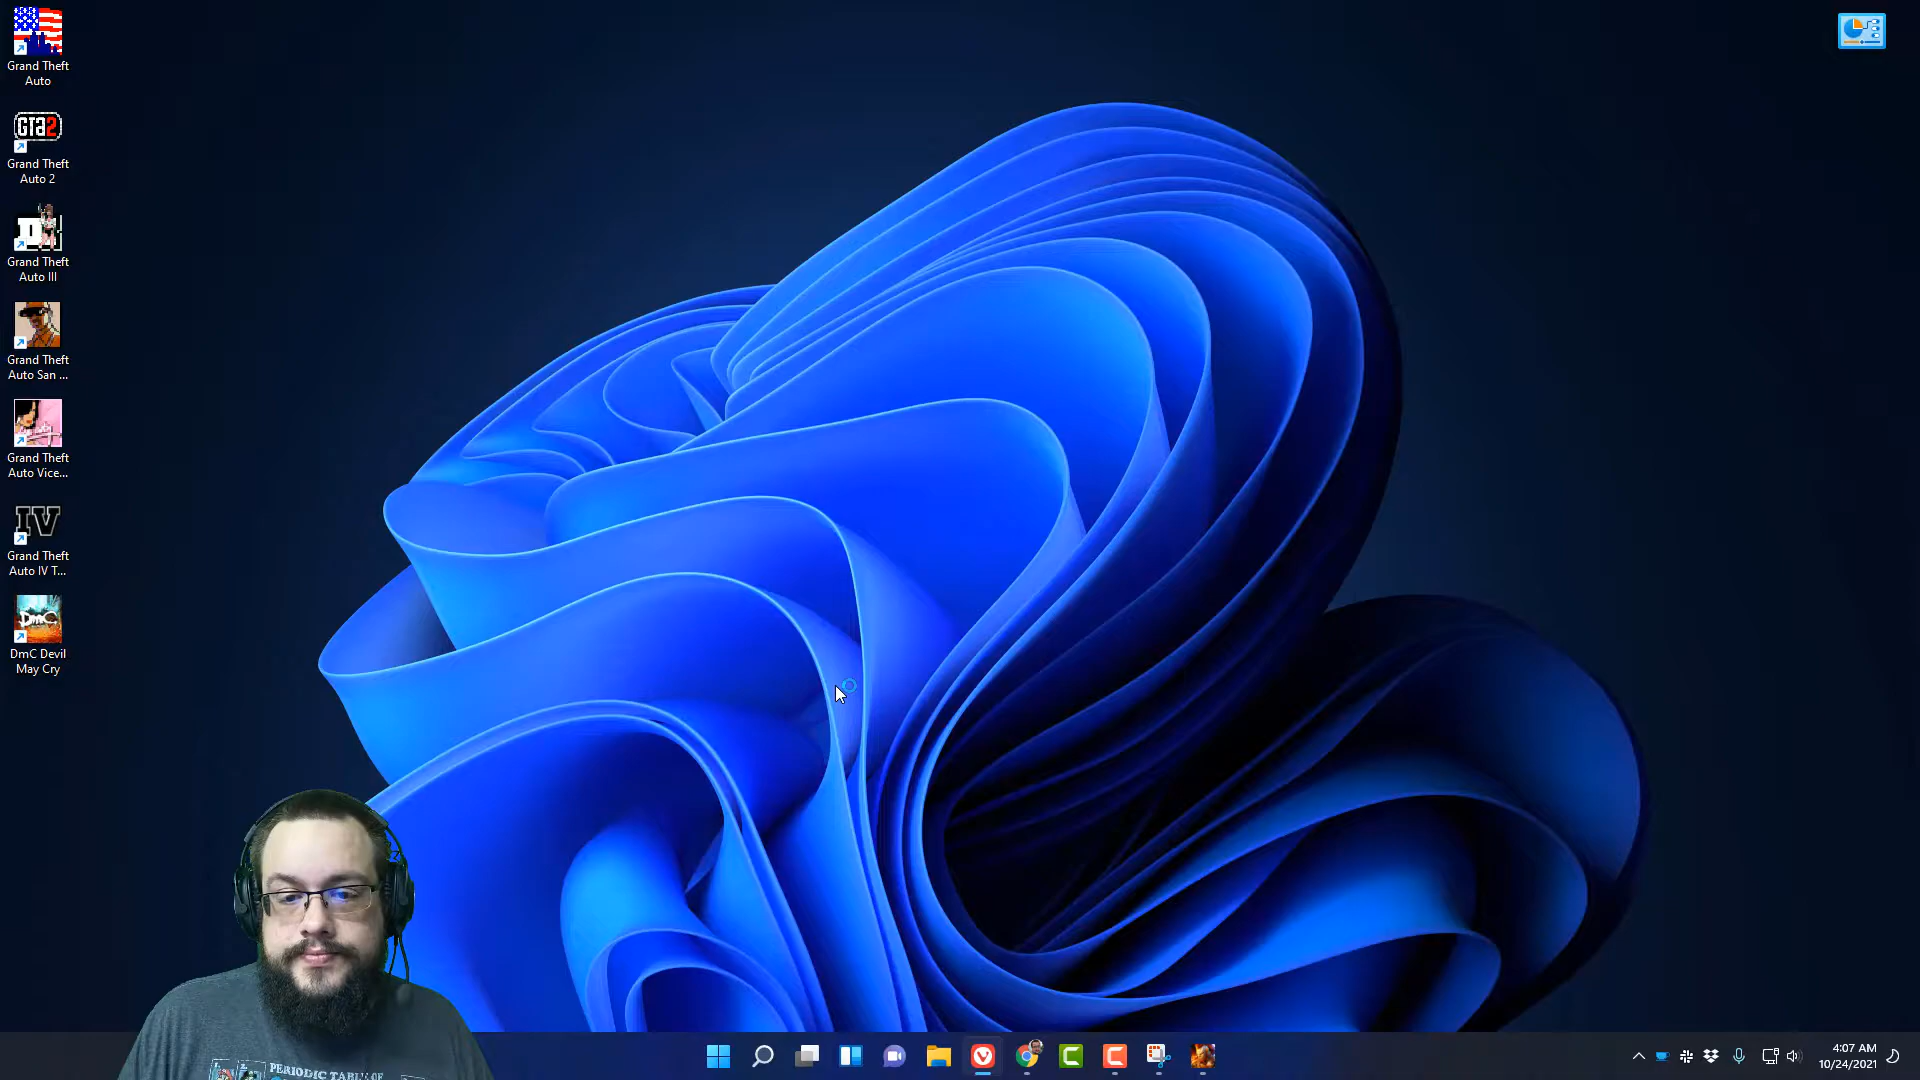 Grand Theft
Auto
GTA2
Grand Theft
Auto 2
Grand Theft
Auto III
Grand Theft
Auto San ...
Grand Theft
Auto Vice...
IV
Grand Theft
Auto IV T...
DmC
DmC Devil
May Cry
PERIODIC TABLE OF
4:07 AM
10/24/2021